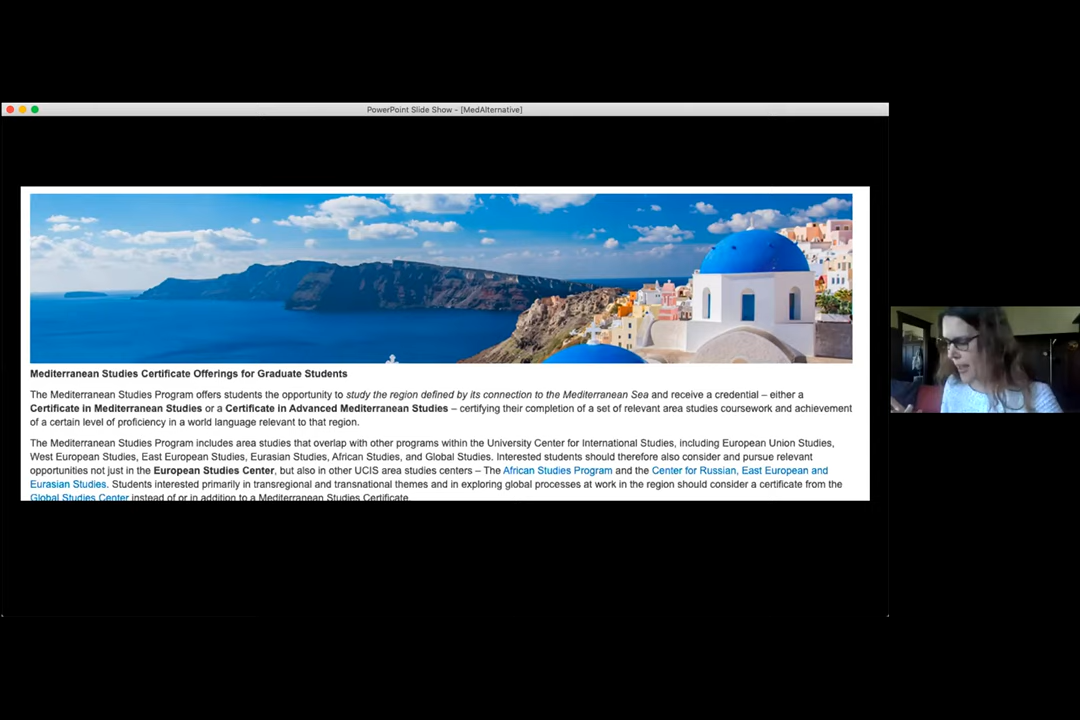 PowerPoint Slide Show - [MedAlternative]
Mediterranean Studies Certificate Offerings for Graduate Students
The Mediterranean Studies Program offers students the opportunity to study the region defined by its connection to the Mediterranean Sea and receive a credential – either a
Certificate in Mediterranean Studies or a Certificate in Advanced Mediterranean Studies – certifying their completion of a set of relevant area studies coursework and achievement
of a certain level of proficiency in a world language relevant to that region.
The Mediterranean Studies Program includes area studies that overlap with other programs within the University Center for International Studies, including European Union Studies,
West European Studies, East European Studies, Eurasian Studies, African Studies, and Global Studies. Interested students should therefore also consider and pursue relevant
opportunities not just in the European Studies Center, but also in other UCIS area studies centers – The African Studies Program and the Center for Russian, East European and
Eurasian Studies. Students interested primarily in transregional and transnational themes and in exploring global processes at work in the region should consider a certificate from the
Global Studies Center instead of or in addition to a Mediterranean Studies Certificate